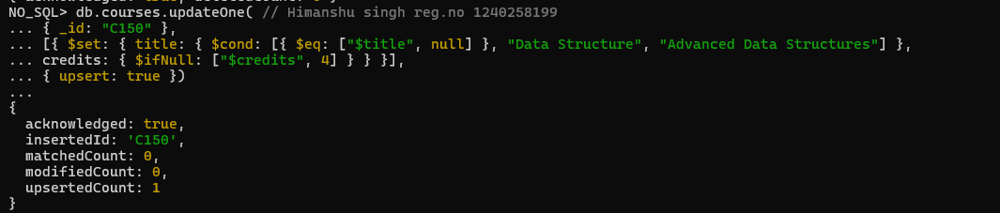 NO_SQL> db.courses.updateOne( // Himanshu singh reg.no 1240258199
... { _id: "C150" },
... [{ $set: { title: { $cond: [{ $eq: ["$title", null] }, "Data Structure", "Advanced Data Structures"] },
... credits: { $ifNull: ["$credits", 4] } } }],
... { upsert: true })
...
{
  acknowledged: true,
  insertedId: 'C150',
  matchedCount: 0,
  modifiedCount: 0,
  upsertedCount: 1
}